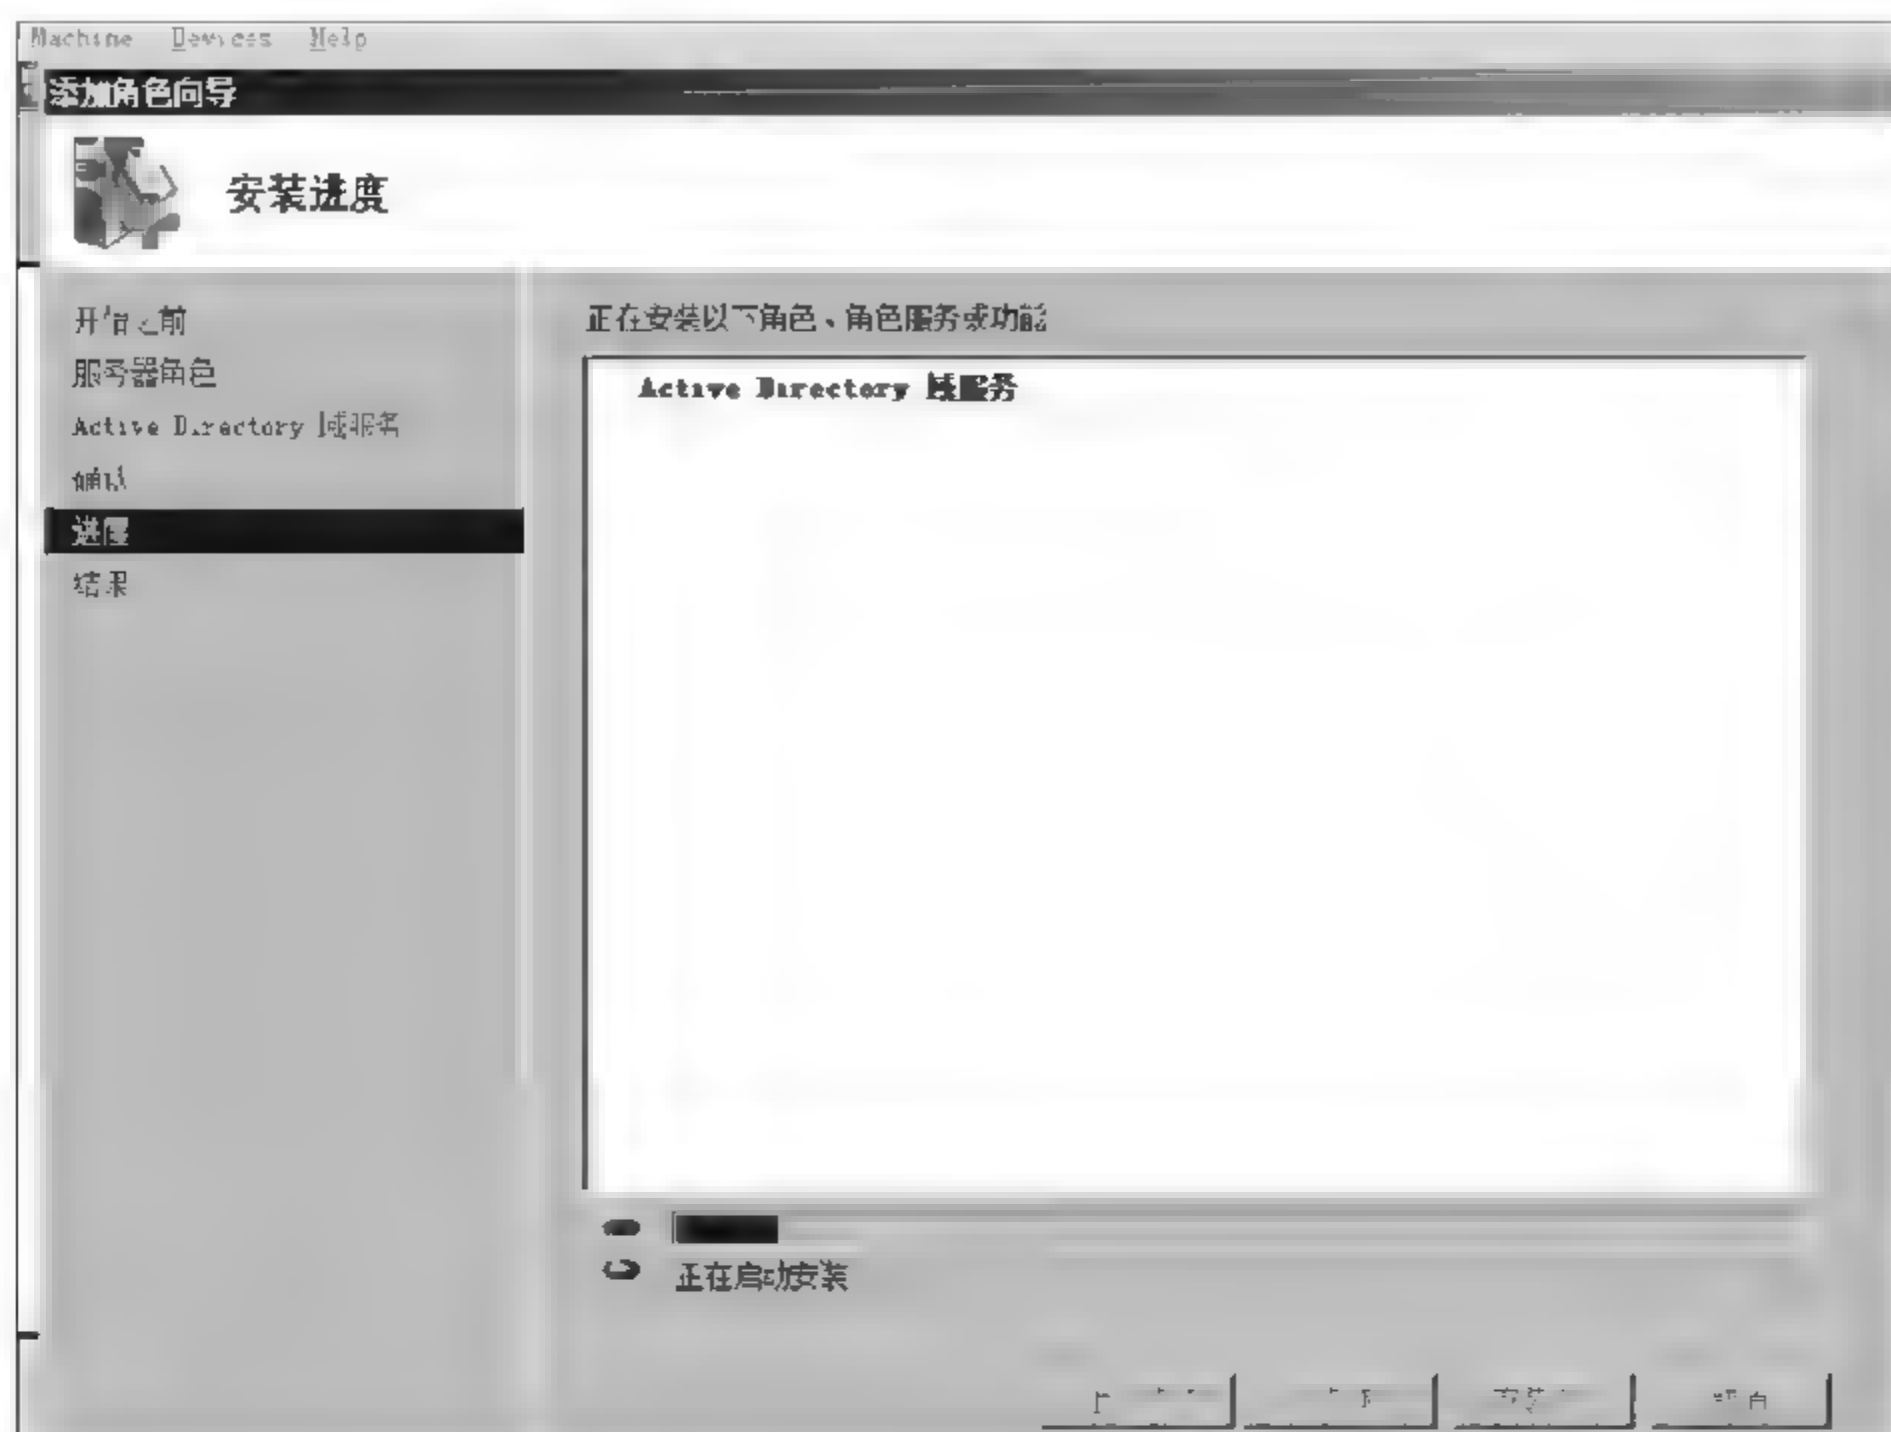 Machine Devices Help
添加角色向导
安装进度
开始之前
服务器角色
Active Directory 域服务
确认
进度
结果
正在安装以下角色、角色服务或功能
Active Directory 域服务
正在启动安装
安装